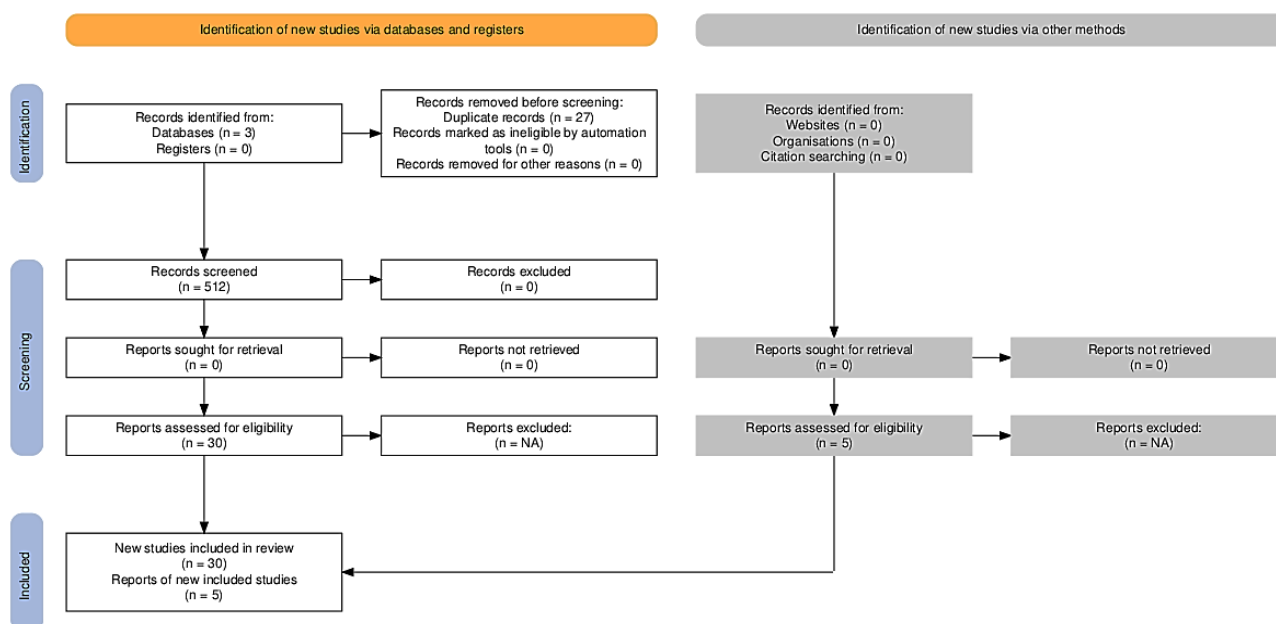 Identification of new studies via databases and registers
Identification of new studies via other methods
Identification
Records identified from:
Databases (n = 3)
Registers (n = 0)
Records removed before screening:
Duplicate records (n = 27)
Records marked as ineligible by automation
tools (n = 0)
Records removed for other reasons (n = 0)
Records identified from:
Websites (n = 0)
Organisations (n = 0)
Citation searching (n = 0)
Screening
Records screened
(n = 512)
Records excluded
(n = 0)
Reports sought for retrieval
(n = 0)
Reports not retrieved
(n = 0)
Reports sought for retrieval
(n = 0)
Reports not retrieved
(n = 0)
Reports assessed for eligibility
(n = 30)
Reports excluded:
(n = NA)
Reports assessed for eligibility
(n = 5)
Reports excluded:
(n = NA)
Included
New studies included in review
(n = 30)
Reports of new included studies
(n = 5)